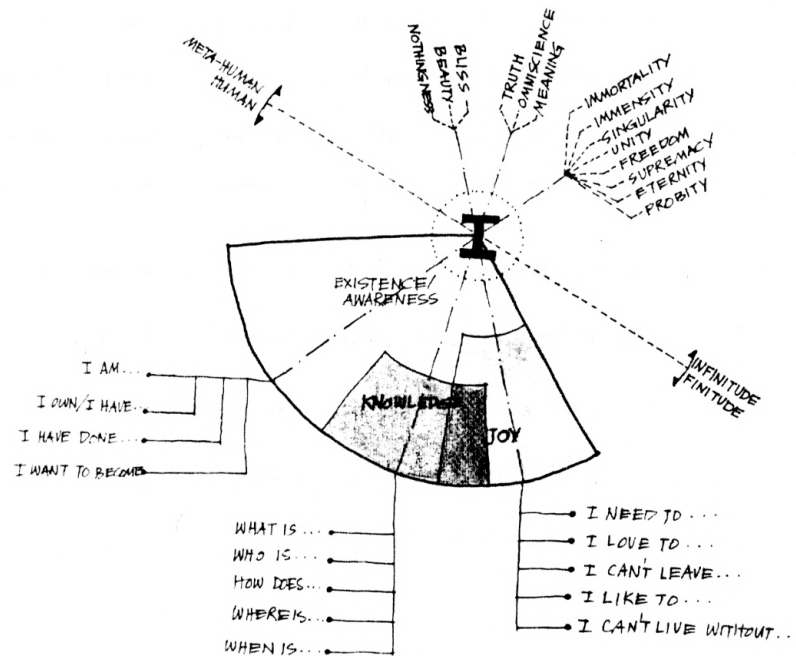 META-HUMAN
HUMAN
NOTHINGNESS
BEAUTY
BLISS
TRUTH
OMNISCIENCE
MEANING
IMMORTALITY
IMMENSITY
SINGULARITY
UNITY
FREEDOM
SUPREMACY
ETERNITY
PROBITY
I
EXISTENCE/
AWARENESS
INFINITUDE
FINITUDE
KNOWLEDGE
JOY
I AM...
I OWN/I HAVE..
I HAVE DONE...
I WANT TO BECOME
WHAT IS...
WHO IS...
HOW DOES...
WHERE IS...
WHEN IS...
I NEED TO...
I LOVE TO...
I CAN'T LEAVE...
I LIKE TO...
I CAN'T LIVE WITHOUT..